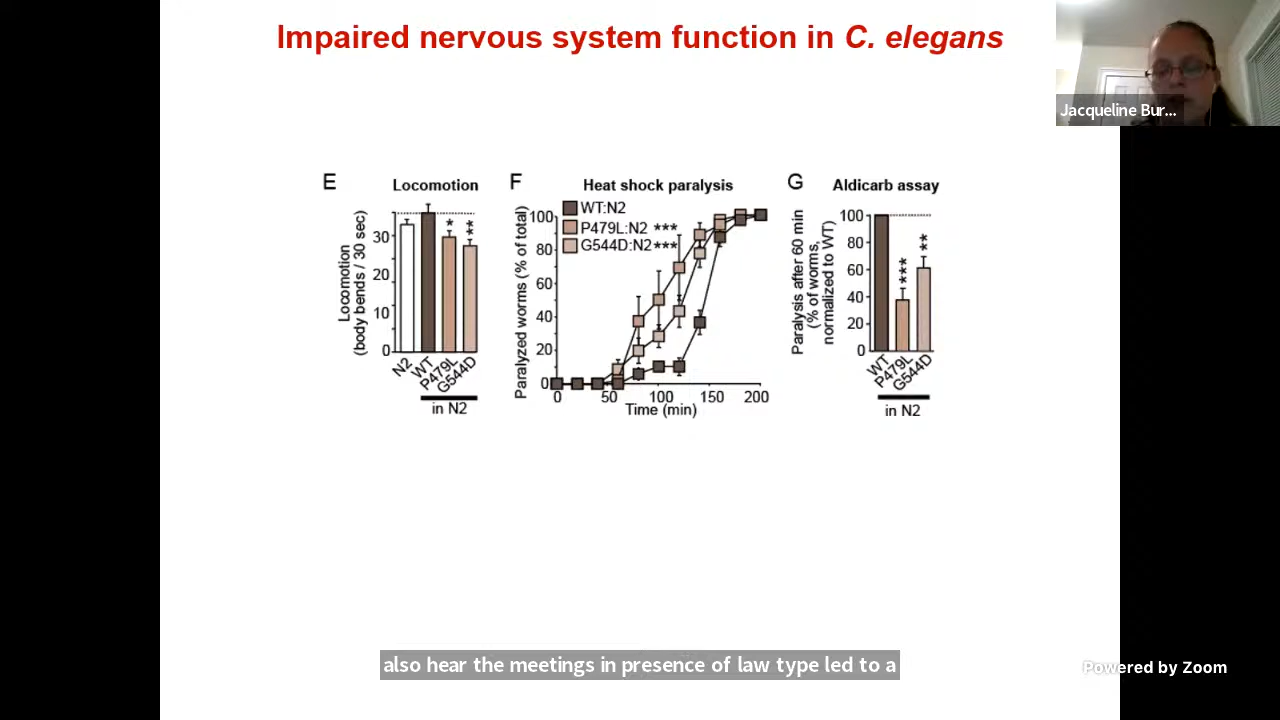 Impaired nervous system function in C. elegans
Jacqueline Bur...
E Locomotion
Locomotion
(body bends / 30 sec)
30
20
10
0
N2
WT
P479L
G544D
* ** 
in N2
F Heat shock paralysis
WT:N2
P479L:N2 ***
G544D:N2 ***
Paralyzed worms (% of total)
100
80
60
40
20
0
0 50 100 150 200
Time (min)
G Aldicarb assay
Paralysis after 60 min
(% of worms,
normalized to WT)
100
80
60
40
20
0
*** **
WT
P479L
G544D
in N2
also hear the meetings in presence of law type led to a
Powered by Zoom